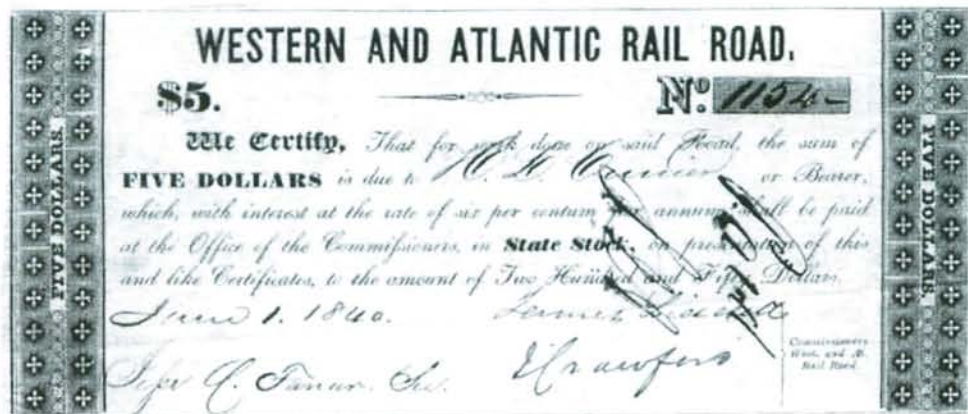 WESTERN AND ATLANTIC RAIL ROAD.
$5. No. 1154
We Certify, That for work done on said Road, the sum of
FIVE DOLLARS is due to or Bearer,
which, with interest at the rate of six per centum per annum, shall be paid
at the Office of the Commissioners, in State Stock, on presentation of this
and like Certificates, to the amount of Two Hundred and Fifty Dollars.
June 1. 1840.
Crawford
Commissioners
West. and At.
Rail Road.
FIVE DOLLARS.
FIVE DOLLARS.